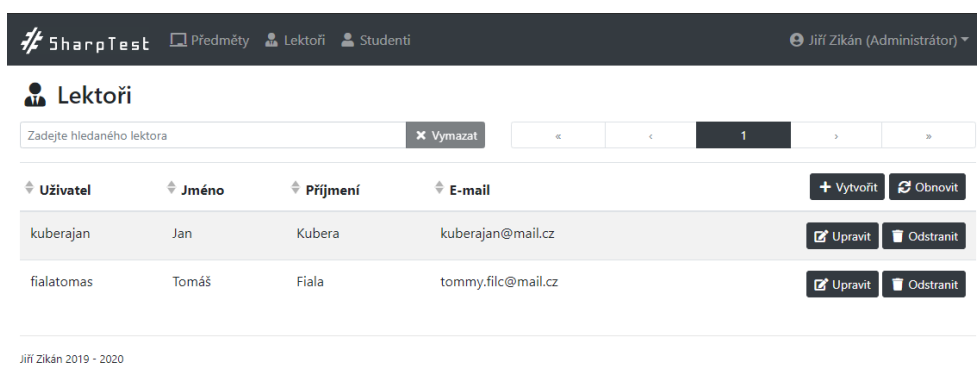 SharpTest Předměty Lektoři Studenti Jiří Zikán (Administrátor)
Lektoři
Zadejte hledaného lektora Vymazat « ‹ 1 › »
Uživatel Jméno Příjmení E-mail Vytvořit Obnovit
kuberajan Jan Kubera kuberajan@mail.cz Upravit Odstranit
fialatomas Tomáš Fiala tommy.filc@mail.cz Upravit Odstranit
Jiří Zikán 2019 - 2020